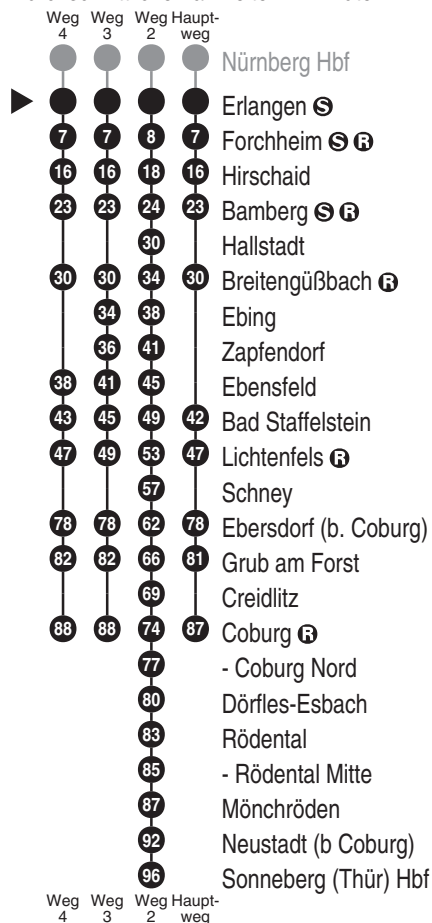 Weg Weg Weg Haupt-
4 3 2 weg
Nürnberg Hbf
Erlangen S
7 7 8 7 Forchheim S R
16 16 18 16 Hirschaid
23 23 24 23 Bamberg S R
30 Hallstadt
30 30 34 30 Breitengüßbach R
34 38 Ebing
36 41 Zapfendorf
38 41 45 Ebensfeld
43 45 49 42 Bad Staffelstein
47 49 53 47 Lichtenfels R
57 Schney
78 78 62 78 Ebersdorf (b. Coburg)
82 82 66 81 Grub am Forst
69 Creidlitz
88 88 74 87 Coburg R
77 - Coburg Nord
80 Dörfles-Esbach
83 Rödental
85 - Rödental Mitte
87 Mönchröden
92 Neustadt (b Coburg)
96 Sonneberg (Thür) Hbf
Weg Weg Weg Haupt-
4 3 2 weg